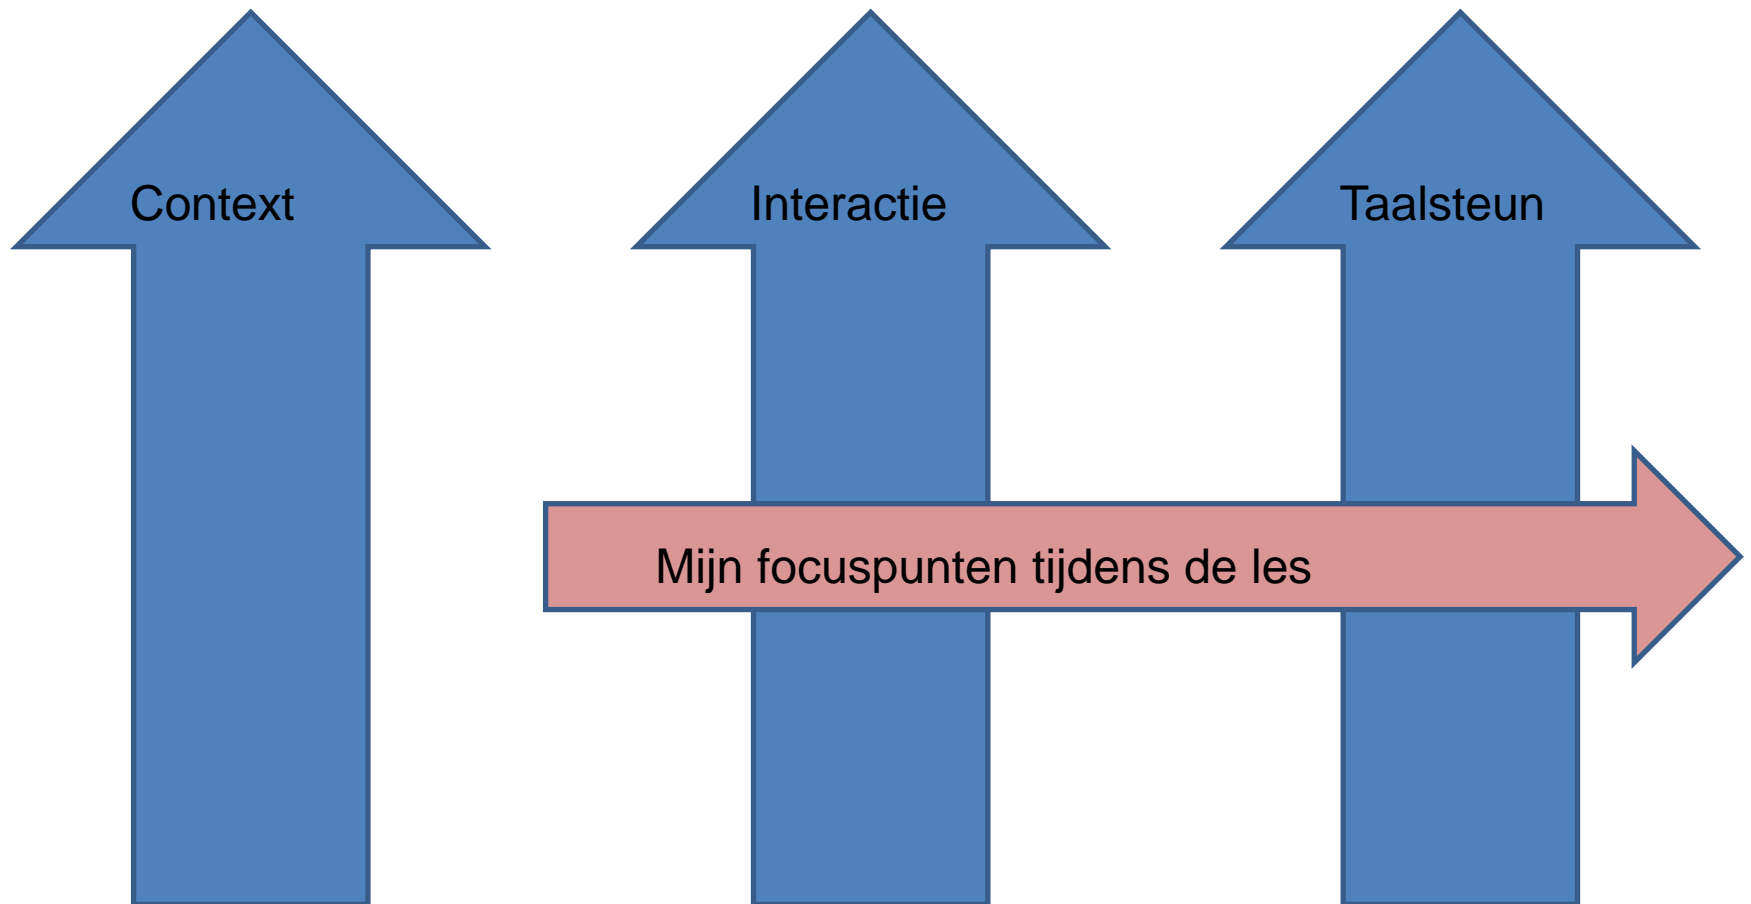 Context
Interactie
Taalsteun
Mijn focuspunten tijdens de les